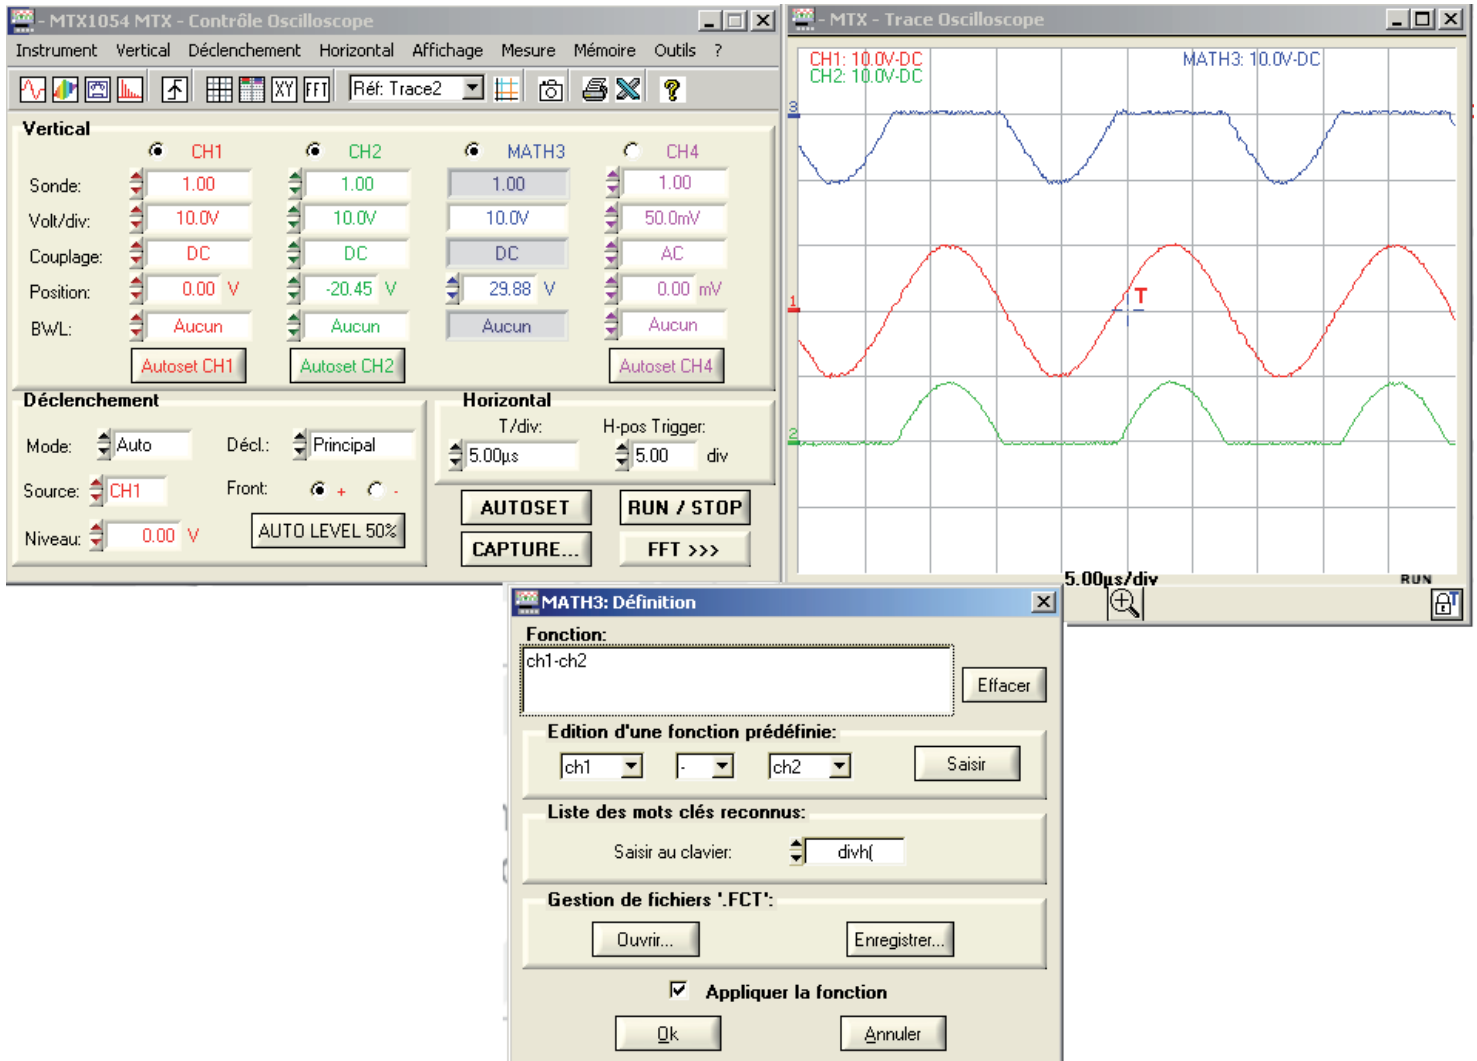 - MTX1054 MTX - Contrôle Oscilloscope
Instrument Vertical Déclenchement Horizontal Affichage Mesure Mémoire Outils ?
XY FFT Réf: Trace2
Vertical
CH1 CH2 MATH3 CH4
Sonde: 1.00 1.00 1.00 1.00
Volt/div: 10.0V 10.0V 10.0V 50.0mV
Couplage: DC DC DC AC
Position: 0.00 V -20.45 V 29.88 V 0.00 mV
BWL: Aucun Aucun Aucun Aucun
Autoset CH1 Autoset CH2 Autoset CH4
Déclenchement
Mode: Auto Décl.: Principal
Source: CH1 Front: + -
Niveau: 0.00 V AUTO LEVEL 50%
Horizontal
T/div: H-pos Trigger:
5.00µs 5.00 div
AUTOSET RUN / STOP
CAPTURE... FFT >>>
- MTX - Trace Oscilloscope
CH1: 10.0V-DC MATH3: 10.0V-DC
CH2: 10.0V-DC
3
T
1
2
5.00µs/div RUN
T
MATH3: Définition
Fonction:
ch1-ch2
Effacer
Edition d'une fonction prédéfinie:
ch1 - ch2 Saisir
Liste des mots clés reconnus:
Saisir au clavier: divh(
Gestion de fichiers '.FCT':
Ouvrir... Enregistrer...
Appliquer la fonction
Ok Annuler